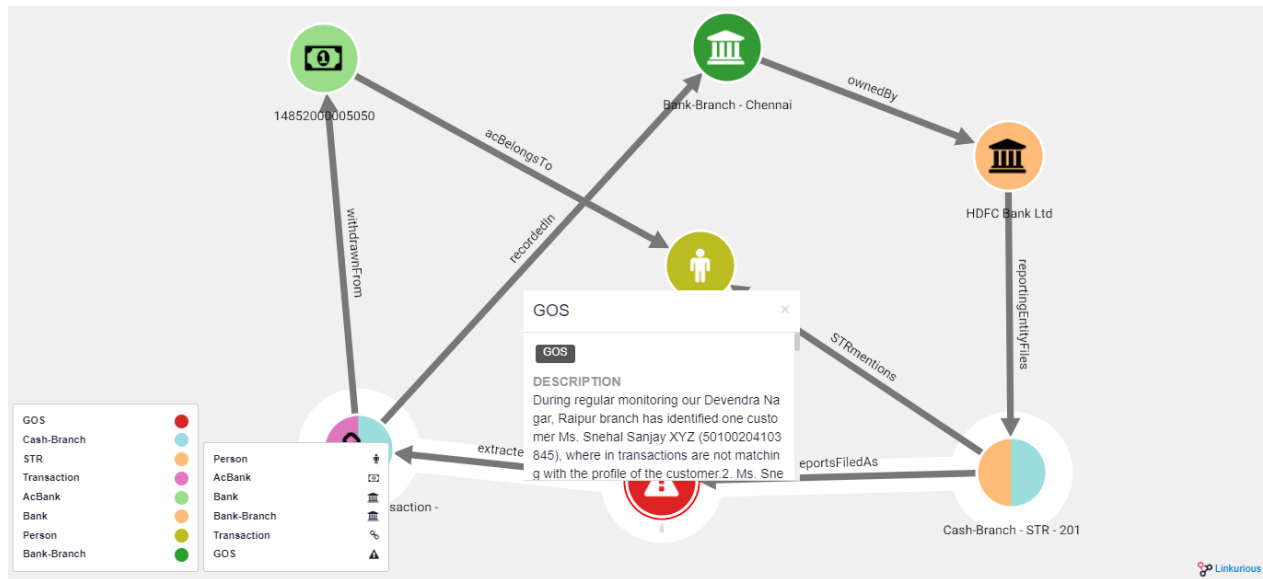 14852000005050
Bank-Branch - Chennai
ownedBy
acBelongsTo
HDFC Bank Ltd
withdrawnFrom
recordedIn
reportingEntityFiles
STRmentions
GOS
×
GOS
DESCRIPTION
During regular monitoring our Devendra Na
gar, Raipur branch has identified one custo
mer Ms. Snehal Sanjay XYZ (50100204103
845), where in transactions are not matchin
g with the profile of the customer.2. Ms. Sne
extracte
eportsFiledAs
saction -
Cash-Branch - STR - 201
GOS
Cash-Branch
STR
Transaction
AcBank
Bank
Person
Bank-Branch
Person
AcBank
Bank
Bank-Branch
Transaction
GOS
Linkurious